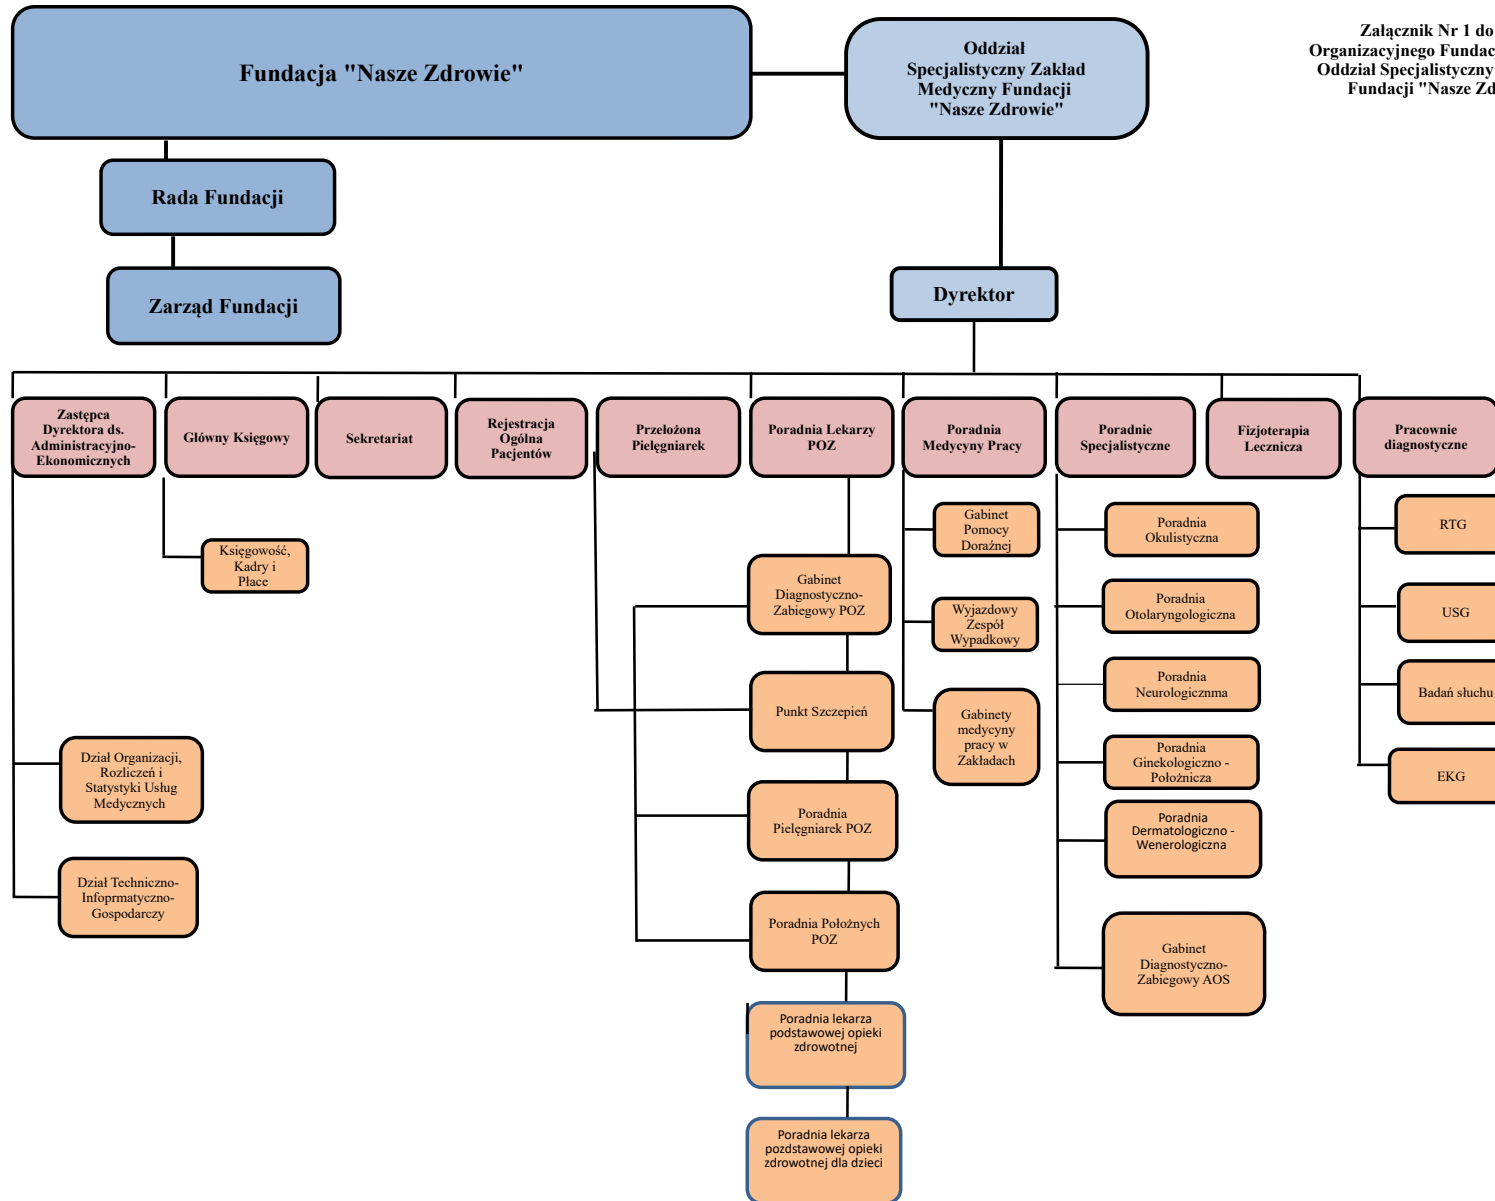 Fundacja "Nasze Zdrowie"
Oddział
Specjalistyczny Zakład
Medyczny Fundacji
"Nasze Zdrowie"
Załącznik Nr 1 do
Organizacyjnego
Oddział Specjalistyczny
Fundacji "Nasze
Rada Fundacji
Zarząd Fundacji
Dyrektor
Zastępca
Dyrektora ds.
Administracyjno-
Ekonomicznych
Główny Księgowy
Sekretariat
Rejestracja
Ogólna
Pacjentów
Przełożona
Pielęgniarek
Poradnia Lekarzy
POZ
Poradnia
Medycyny Pracy
Poradnie
Specjalistyczne
Fizjoterapia
Lecznicza
Pracownie
diagnostyczne
Księgowość,
Kadry i
Płace
Dział Organizacji,
Rozliczeń i
Statystyki Usług
Medycznych
Dział Techniczno-
Infoprmatyczno-
Gospodarczy
Gabinet
Diagnostyczno-
Zabiegowy POZ
Punkt Szczepień
Poradnia
Pielęgniarek POZ
Poradnia Położnych
POZ
Poradnia lekarza
podstawowej opieki
zdrowotnej
Poradnia lekarza
pozdstawowej opieki
zdrowotnej dla dzieci
Gabinet
Pomocy
Doraźnej
Wyjazdowy
Zespół
Wypadkowy
Gabinety
medycyny
pracy w
Zakładach
Poradnia
Okulistyczna
Poradnia
Otolaryngologiczna
Poradnia
Neurologicznma
Poradnia
Ginekologiczno -
Położnicza
Poradnia
Dermatologiczno -
Wenerologiczna
Gabinet
Diagnostyczno-
Zabiegowy AOS
RTG
USG
Badań słuchu
EKG